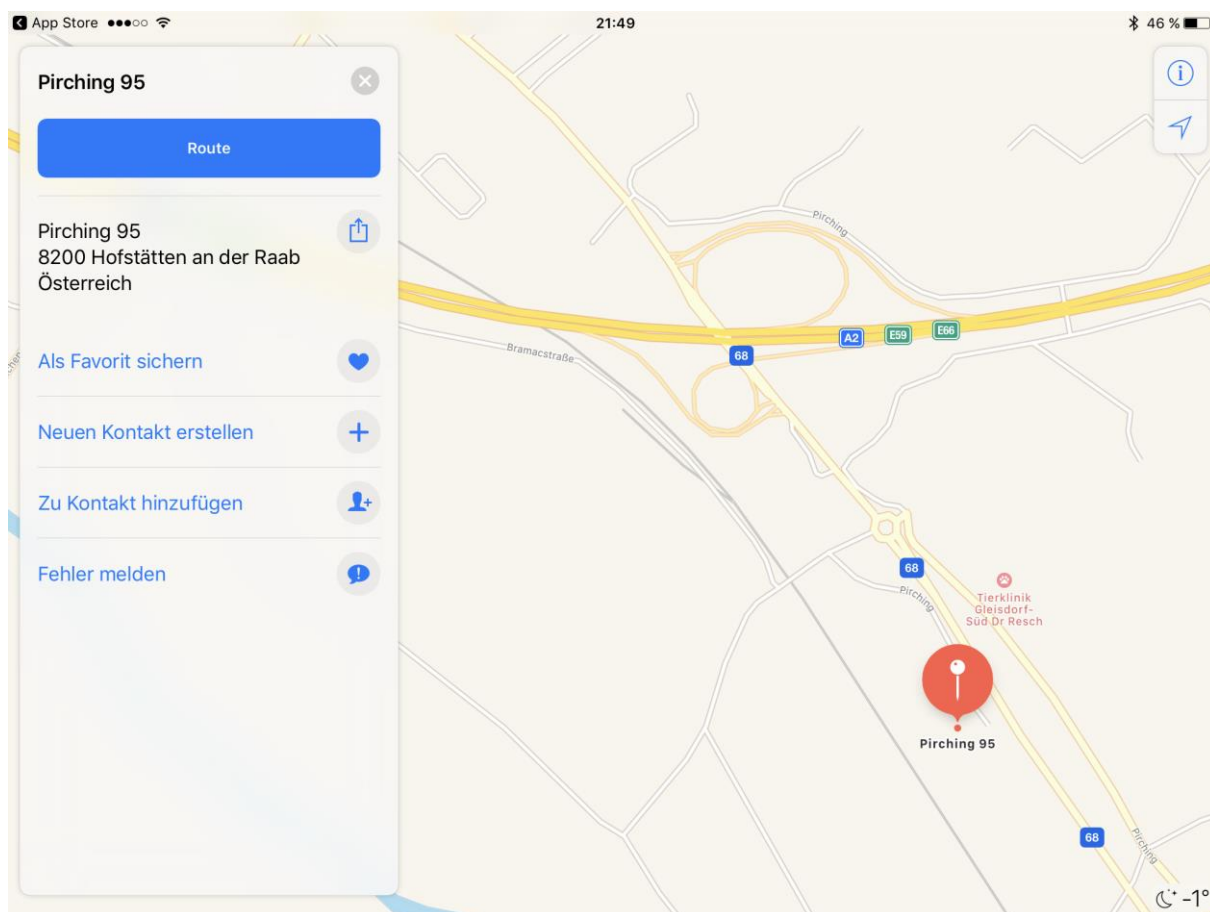 App Store
21:49
46 %
Pirching 95
Route
Pirching 95
8200 Hofstätten an der Raab
Österreich
Als Favorit sichern
Neuen Kontakt erstellen
Zu Kontakt hinzufügen
Fehler melden
Pirching
A2
E59
E66
68
Bramacstraße
68
Pirching
Tierklinik
Gleisdorf-
Süd Dr Resch
Pirching 95
68
Pirching
-1°